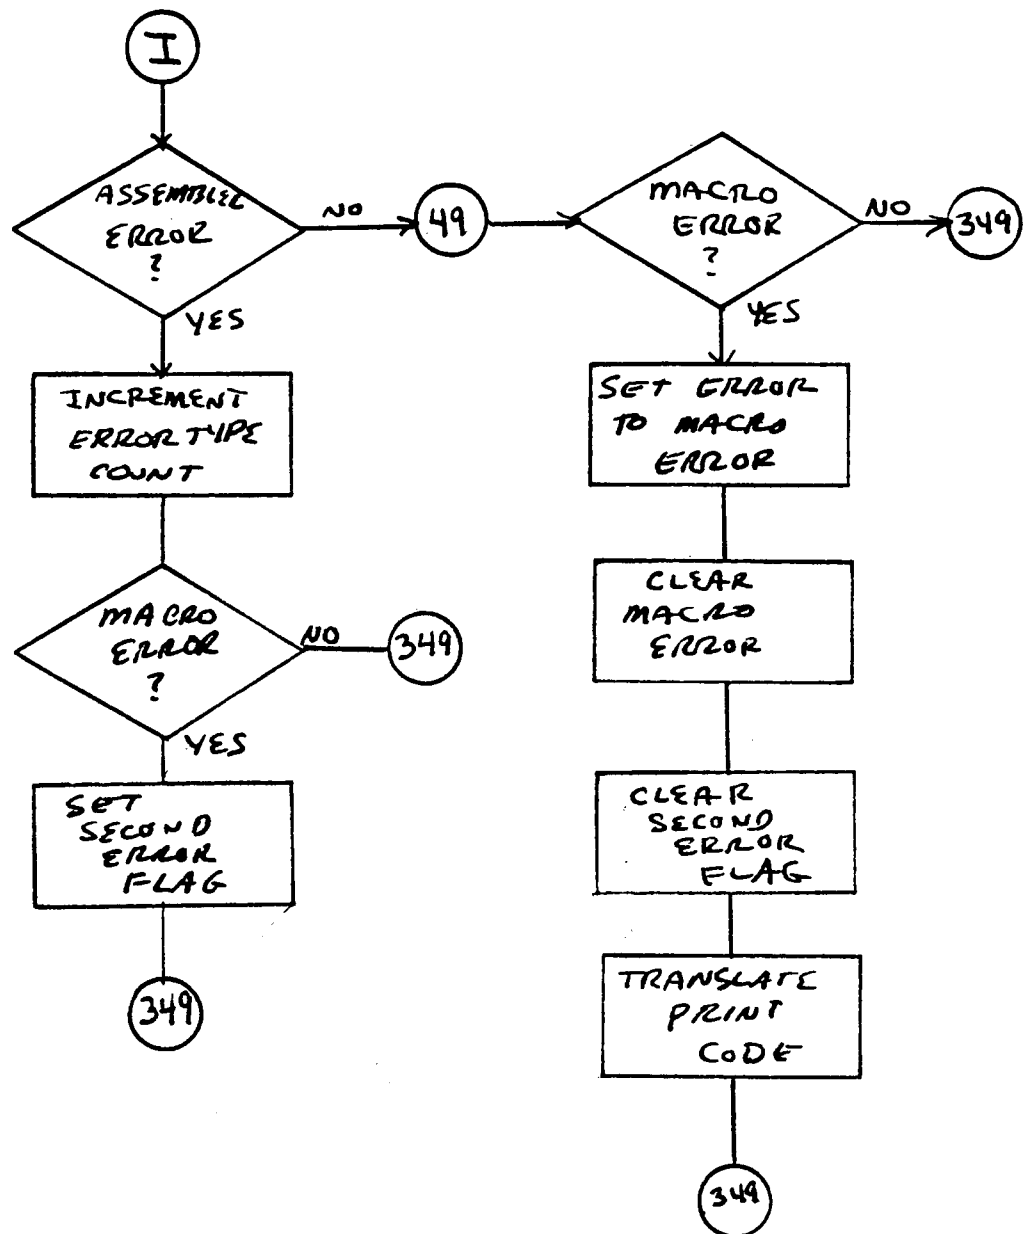 I
ASSEMBLER
ERROR
?
NO
YES
INCREMENT
ERROR TYPE
COUNT
MACRO
ERROR
?
NO
349
YES
SET
SECOND
ERROR
FLAG
349
49
MACRO
ERROR
?
NO
349
YES
SET ERROR
TO MACRO
ERROR
CLEAR
MACRO
ERROR
CLEAR
SECOND
ERROR
FLAG
TRANSLATE
PRINT
CODE
349